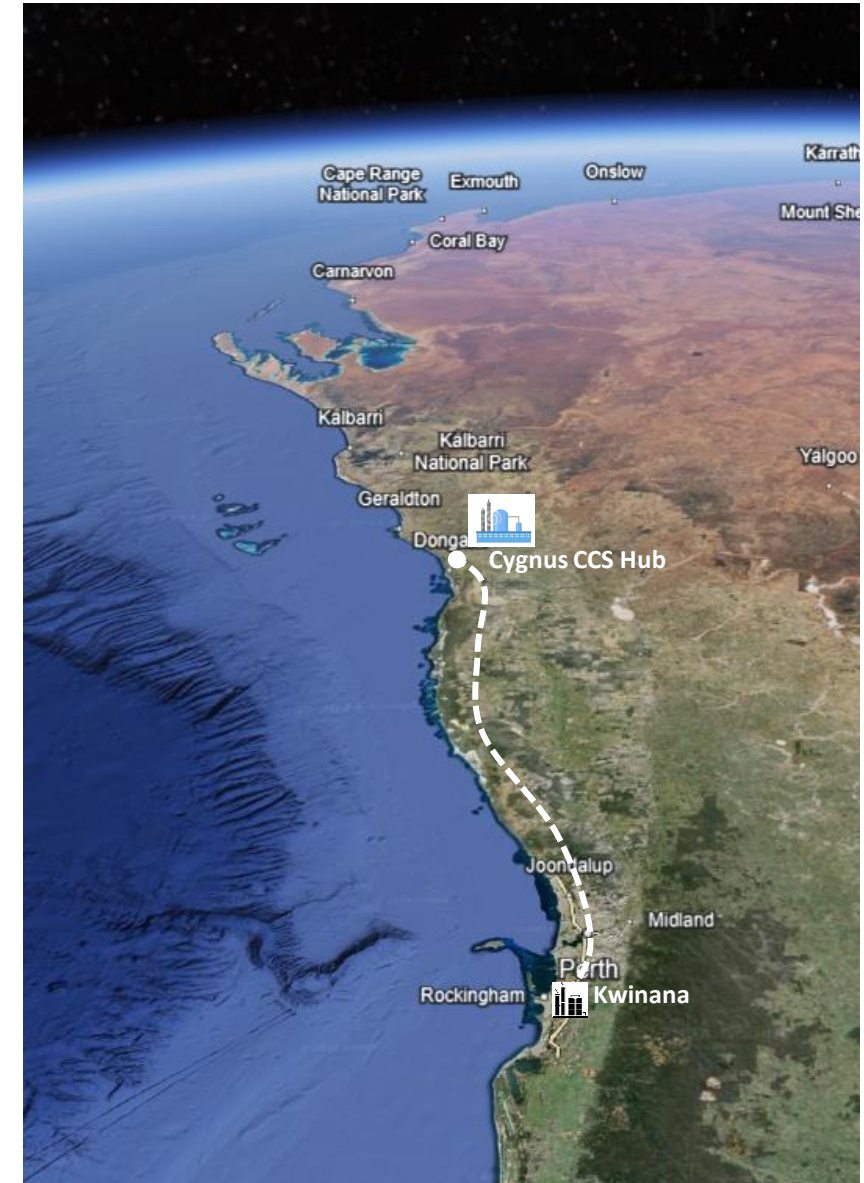 Karrath
Cape Range
National Park
Exmouth
Onslow
Mount She
Coral Bay
Carnarvon
Kalbarri
Kalbarri
National Park
Yalgoo
Geraldton
Donga
Cygnus CCS Hub
Joondalup
Midland
Perth
Rockingham
Kwinana